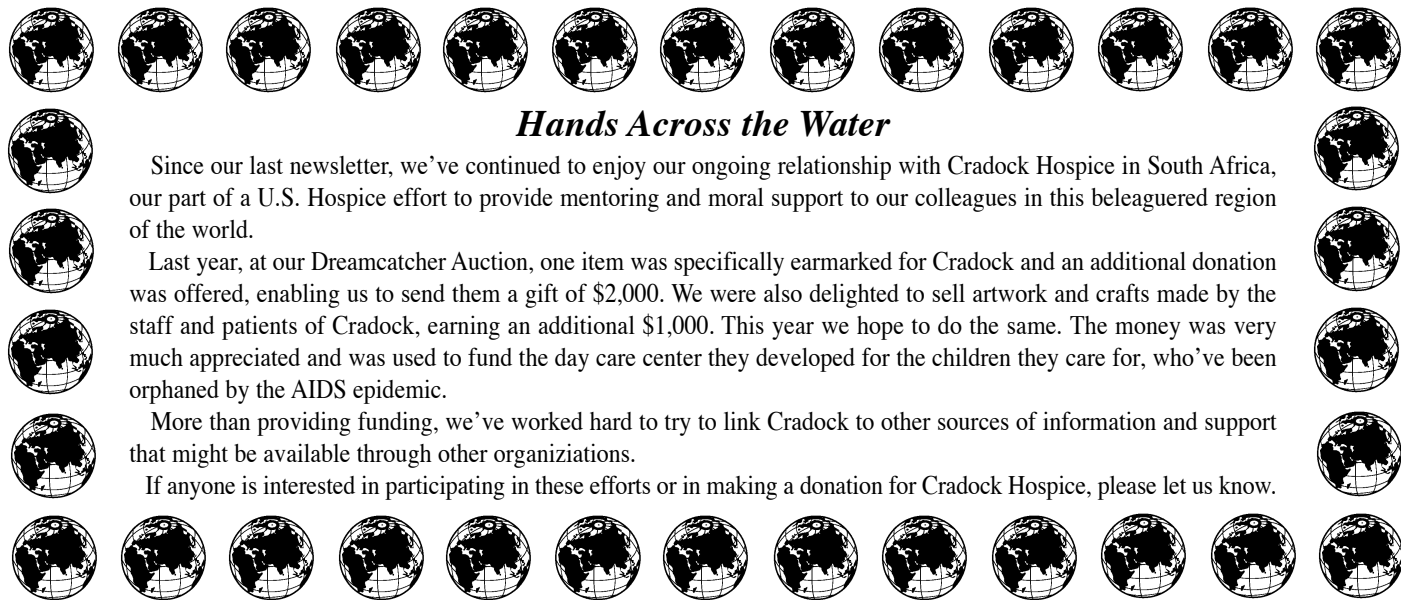 Hands Across the Water
Since our last newsletter, we’ve continued to enjoy our ongoing relationship with Cradock Hospice in South Africa,
our part of a U.S. Hospice effort to provide mentoring and moral support to our colleagues in this beleaguered region
of the world.
Last year, at our Dreamcatcher Auction, one item was specifically earmarked for Cradock and an additional donation
was offered, enabling us to send them a gift of $2,000. We were also delighted to sell artwork and crafts made by the
staff and patients of Cradock, earning an additional $1,000. This year we hope to do the same. The money was very
much appreciated and was used to fund the day care center they developed for the children they care for, who’ve been
orphaned by the AIDS epidemic.
More than providing funding, we’ve worked hard to try to link Cradock to other sources of information and support
that might be available through other organiziations.
If anyone is interested in participating in these efforts or in making a donation for Cradock Hospice, please let us know.